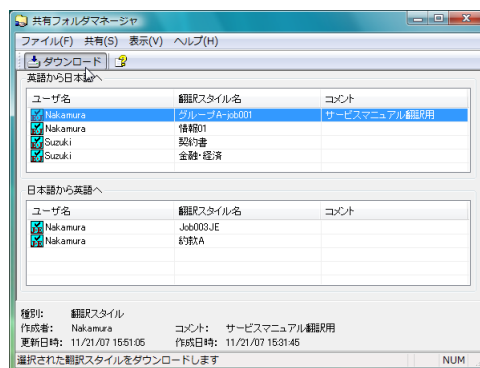 共有フォルダマネージャ
ファイル(F) 共有(S) 表示(V) ヘルプ(H)
ダウンロード
英語から日本語へ
ユーザ名 翻訳スタイル名 コメント
Nakamura グループA-job001 サービスマニュアル翻訳用
Nakamura 情報01
Suzuki 契約書
Suzuki 金融・経済
日本語から英語へ
ユーザ名 翻訳スタイル名 コメント
Nakamura Job003JE
Nakamura 約款A
種別: 翻訳スタイル
作成者: Nakamura コメント: サービスマニュアル翻訳用
更新日時: 11/21/07 15:51:05 作成日時: 11/21/07 15:31:45
選択された翻訳スタイルをダウンロードします NUM